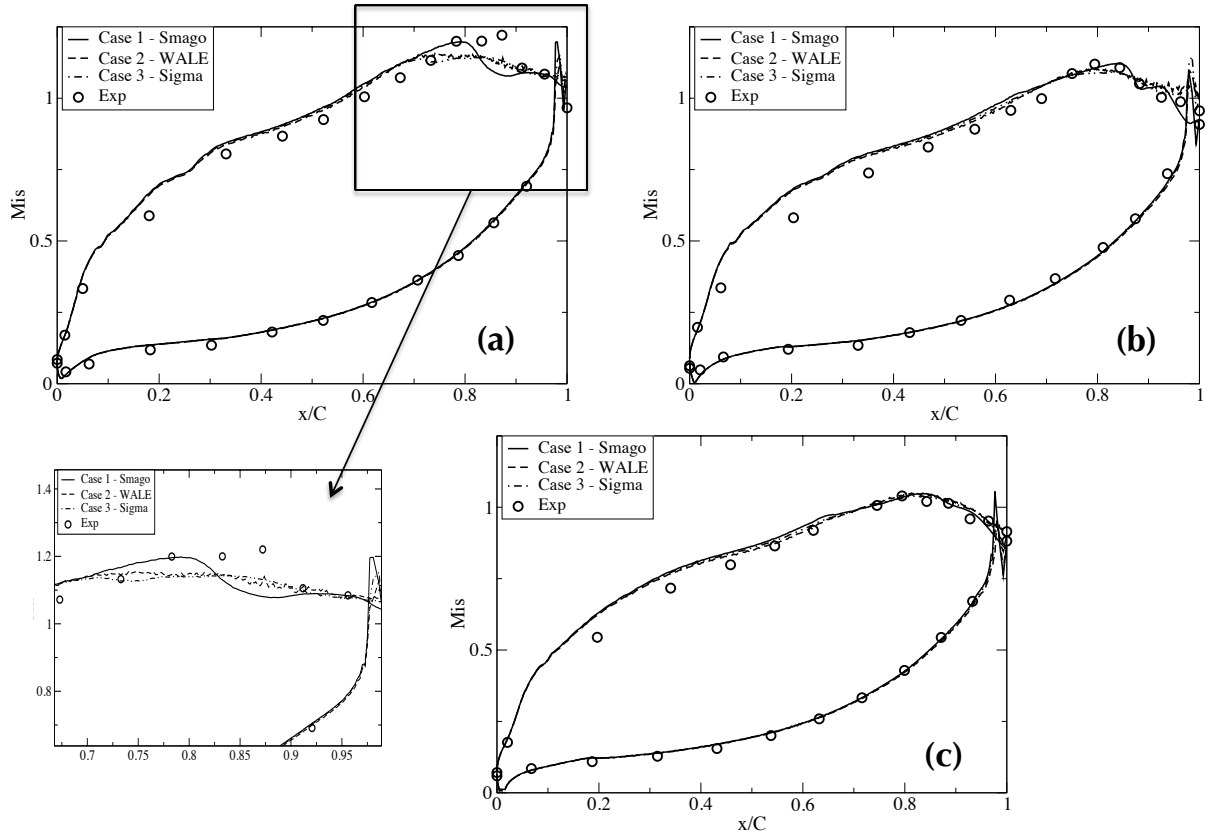 Case 1 - Smago
Case 2 - WALE
Case 3 - Sigma
Exp
1
0.5
0
Mis
0 0.2 0.4 0.6 0.8 1
x/C
(a)
Case 1 - Smago
Case 2 - WALE
Case 3 - Sigma
Exp
1
0.5
0
Mis
0 0.2 0.4 0.6 0.8 1
x/C
(b)
Case 1 - Smago
Case 2 - WALE
Case 3 - Sigma
Exp
1.4
1.2
1.1
1
0.8
0.7
0.7 0.75 0.8 0.85 0.9 0.95
Case 1 - Smago
Case 2 - WALE
Case 3 - Sigma
Exp
1
0.5
0
Mis
0 0.2 0.4 0.6 0.8 1
x/C
(c)